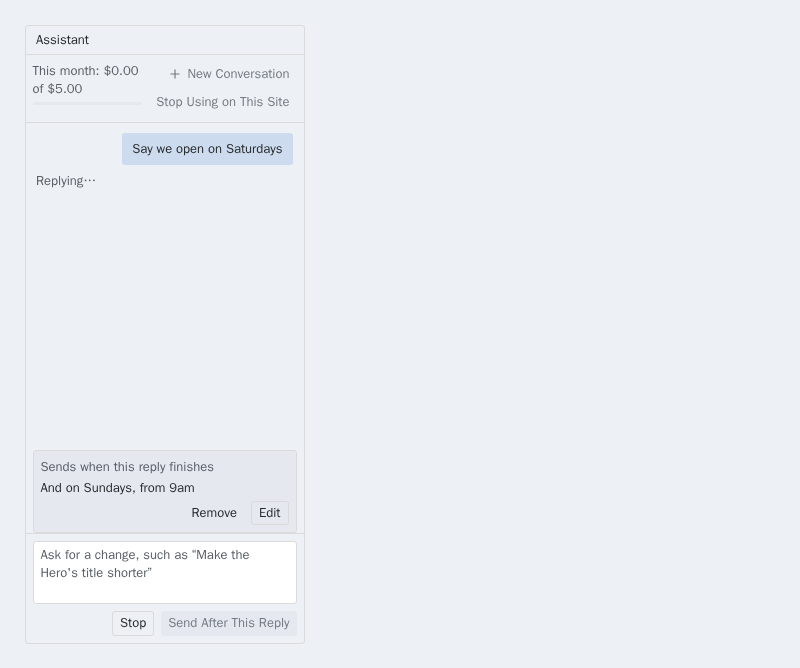 Assistant
This month: $0.00
of $5.00
+ New Conversation
Stop Using on This Site
Say we open on Saturdays
Replying···
Sends when this reply finishes
And on Sundays, from 9am
Remove
Edit
Ask for a change, such as “Make the
Hero's title shorter”
Stop
Send After This Reply